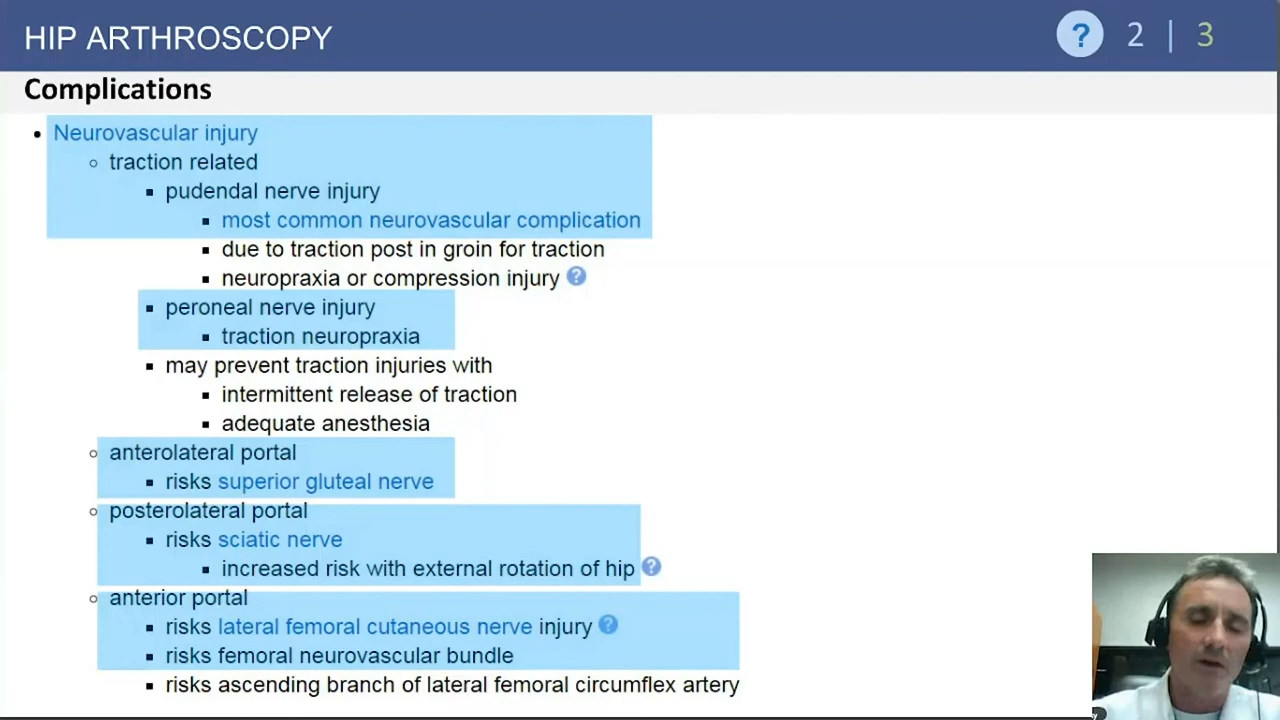 HIP ARTHROSCOPY
? 2 | 3
Complications
Neurovascular injury
traction related
pudendal nerve injury
most common neurovascular complication
due to traction post in groin for traction
neuropraxia or compression injury ?
peroneal nerve injury
traction neuropraxia
may prevent traction injuries with
intermittent release of traction
adequate anesthesia
anterolateral portal
risks superior gluteal nerve
posterolateral portal
risks sciatic nerve
increased risk with external rotation of hip ?
anterior portal
risks lateral femoral cutaneous nerve injury ?
risks femoral neurovascular bundle
risks ascending branch of lateral femoral circumflex artery